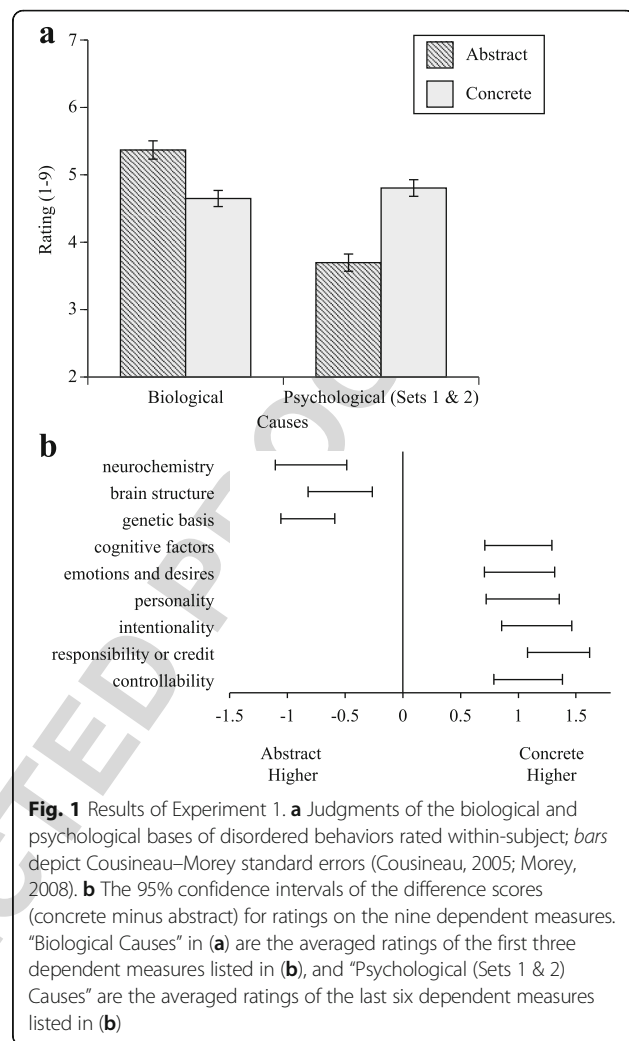 a
7
6
5
4
3
2
Rating (1-9)
Abstract
Concrete
Biological
Psychological (Sets 1 & 2)
Causes
b
neurochemistry
brain structure
genetic basis
cognitive factors
emotions and desires
personality
intentionality
responsibility or credit
controllability
-1.5 -1 -0.5 0 0.5 1 1.5
Abstract
Higher
Concrete
Higher
Fig. 1 Results of Experiment 1. a Judgments of the biological and
psychological bases of disordered behaviors rated within-subject; bars
depict Cousineau–Morey standard errors (Cousineau, 2005; Morey,
2008). b The 95% confidence intervals of the difference scores
(concrete minus abstract) for ratings on the nine dependent measures.
“Biological Causes” in (a) are the averaged ratings of the first three
dependent measures listed in (b), and “Psychological (Sets 1 & 2)
Causes” are the averaged ratings of the last six dependent measures
listed in (b)